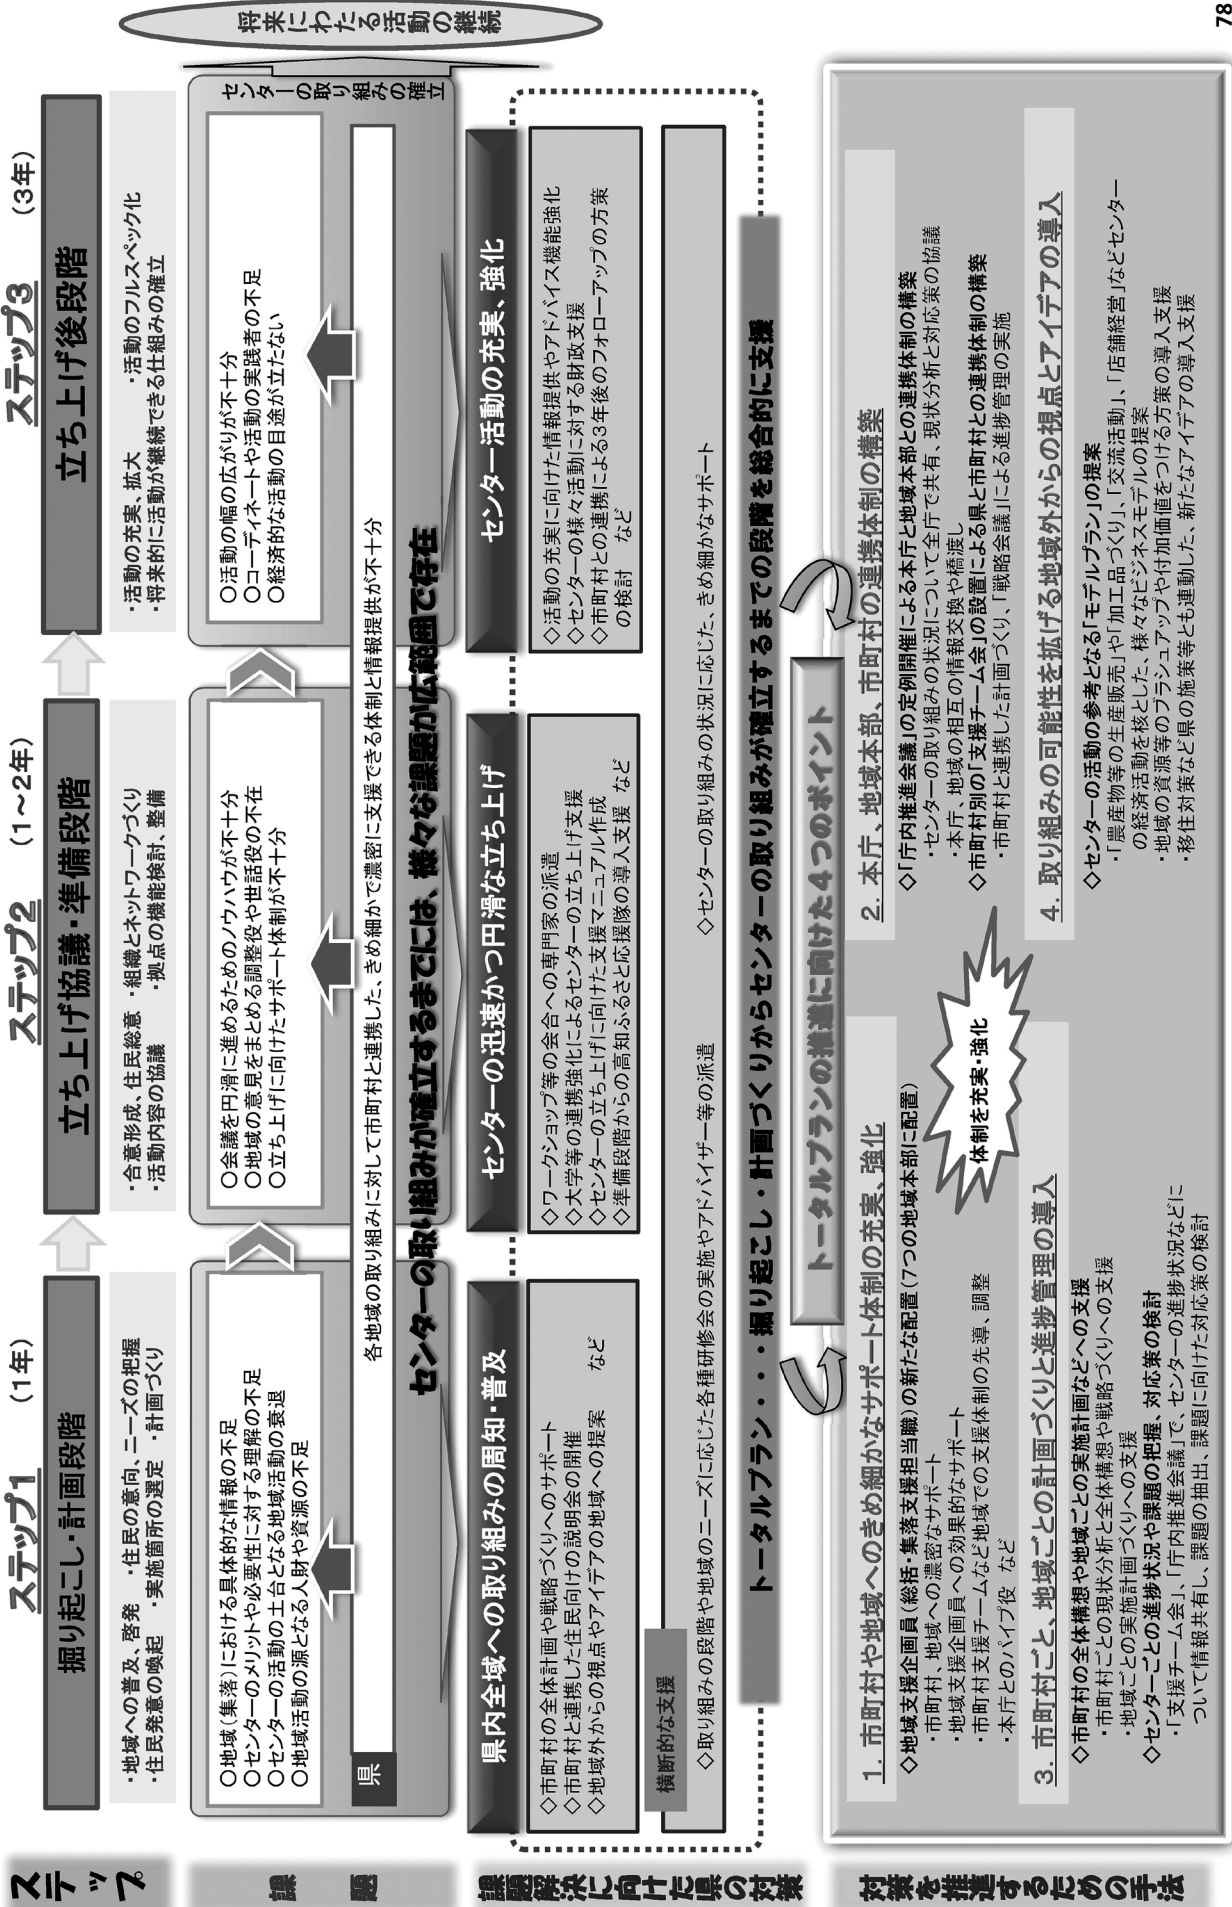 ステップ
ステップ1
（1年）
掘り起こし・計画段階
・地域への普及、啓発　・住民の意向、ニーズの把握
・住民発意の喚起　・実施箇所の選定　・計画づくり
ステップ2
（1～2年）
立ち上げ協議・準備段階
・合意形成、住民総意　・組織とネットワークづくり
・活動内容の協議　・拠点の機能検討、整備
ステップ3
（3年）
立ち上げ後段階
・活動の充実、拡大　・活動のフルスペック化
・将来的に活動が継続できる仕組みの確立
課題
○地域（集落）における具体的な情報の不足
○センターのメリットや必要性に対する理解の不足
○センターの活動の土台となる地域活動の衰退
○地域活動の源となる人財や資源の不足
○会議を円滑に進めるためのノウハウが不十分
○地域の意見をまとめる調整役や世話役の不在
○立ち上げに向けたサポート体制が不十分
○活動の幅の広がりが不十分
○コーディネートや活動の実践者の不足
○経済的な活動の目途が立たない
センターの取り組みの確立
将来にわたる活動の継続
県
各地域の取り組みに対して市町村と連携した、きめ細かで濃密に支援できる体制と情報提供が不十分
センターの取り組みが確立するまでには、様々な課題が広範囲で存在
課題解決に向けた県の対策
県内全域への取り組みの周知・普及
◇市町村の全体計画や戦略づくりへのサポート
◇市町村と連携した住民向けの説明会の開催
◇地域外からの視点やアイデアの地域への提案　など
センターの迅速かつ円滑な立ち上げ
◇ワークショップ等の会合への専門家の派遣
◇大学等の連携強化によるセンターの立ち上げ支援
◇センターの立ち上げに向けた支援マニュアル作成
◇準備段階からの高知ふるさと応援隊の導入支援　など
センター活動の充実、強化
◇活動の充実に向けた情報提供やアドバイス機能強化
◇センターの様々活動に対する財政支援
◇市町村との連携による3年後のフォローアップの方策
の検討　など
横断的な支援
◇取り組みの段階や地域のニーズに応じた各種研修会の実施やアドバイザー等の派遣
◇センターの取り組みの状況に応じた、きめ細かなサポート
トータルプラン・・・掘り起こし・計画づくりからセンターの取り組みが確立するまでの段階を総合的に支援
対策を推進するための手法
トータルプランの推進に向けた4つのポイント
1. 市町村や地域へのきめ細かなサポート体制の充実、強化
◇地域支援企画員（総括・集落支援担当職）の新たな配置（7つの地域本部に配置）
・市町村、地域への濃密なサポート
・地域支援企画員への効果的なサポート
・市町村支援チームなど地域での支援体制の先導、調整
・本庁とのパイプ役　など
2. 本庁、地域本部、市町村の連携体制の構築
◇「庁内推進会議」の定例開催による本庁と地域本部との連携体制の構築
・センターの取り組みの状況について全庁で共有、現状分析と対応策の協議
・本庁、地域の相互の情報交換や橋渡し
◇市町村別の「支援チーム会」の設置による県と市町村との連携体制の構築
・市町村と連携した計画づくり、「戦略会議」による進捗管理の実施
体制を充実・強化
3. 市町村ごと、地域ごとの計画づくりと進捗管理の導入
◇市町村の全体構想や地域ごとの実施計画などへの支援
・市町村ごとの現状分析と全体構想や戦略づくりへの支援
・地域ごとの実施計画づくりへの支援
◇センターごとの進捗状況や課題の把握、対応策の検討
・「支援チーム会」、「庁内推進会議」で、センターの進捗状況などに
ついて情報共有し、課題の抽出、課題に向けた対応策の検討
4. 取り組みの可能性を拡げる地域外からの視点とアイデアの導入
◇センターの活動の参考となる「モデルプラン」の提案
・「農産物等の生産販売」や「加工品づくり」、「交流活動」、「店舗経営」などセンター
の経済活動を核とした、様々なビジネスモデルの提案
・地域の資源等のブラシュアップや付加価値をつける方策の導入支援
・移住対策など県の施策等とも連動した、新たなアイデアの導入支援
78